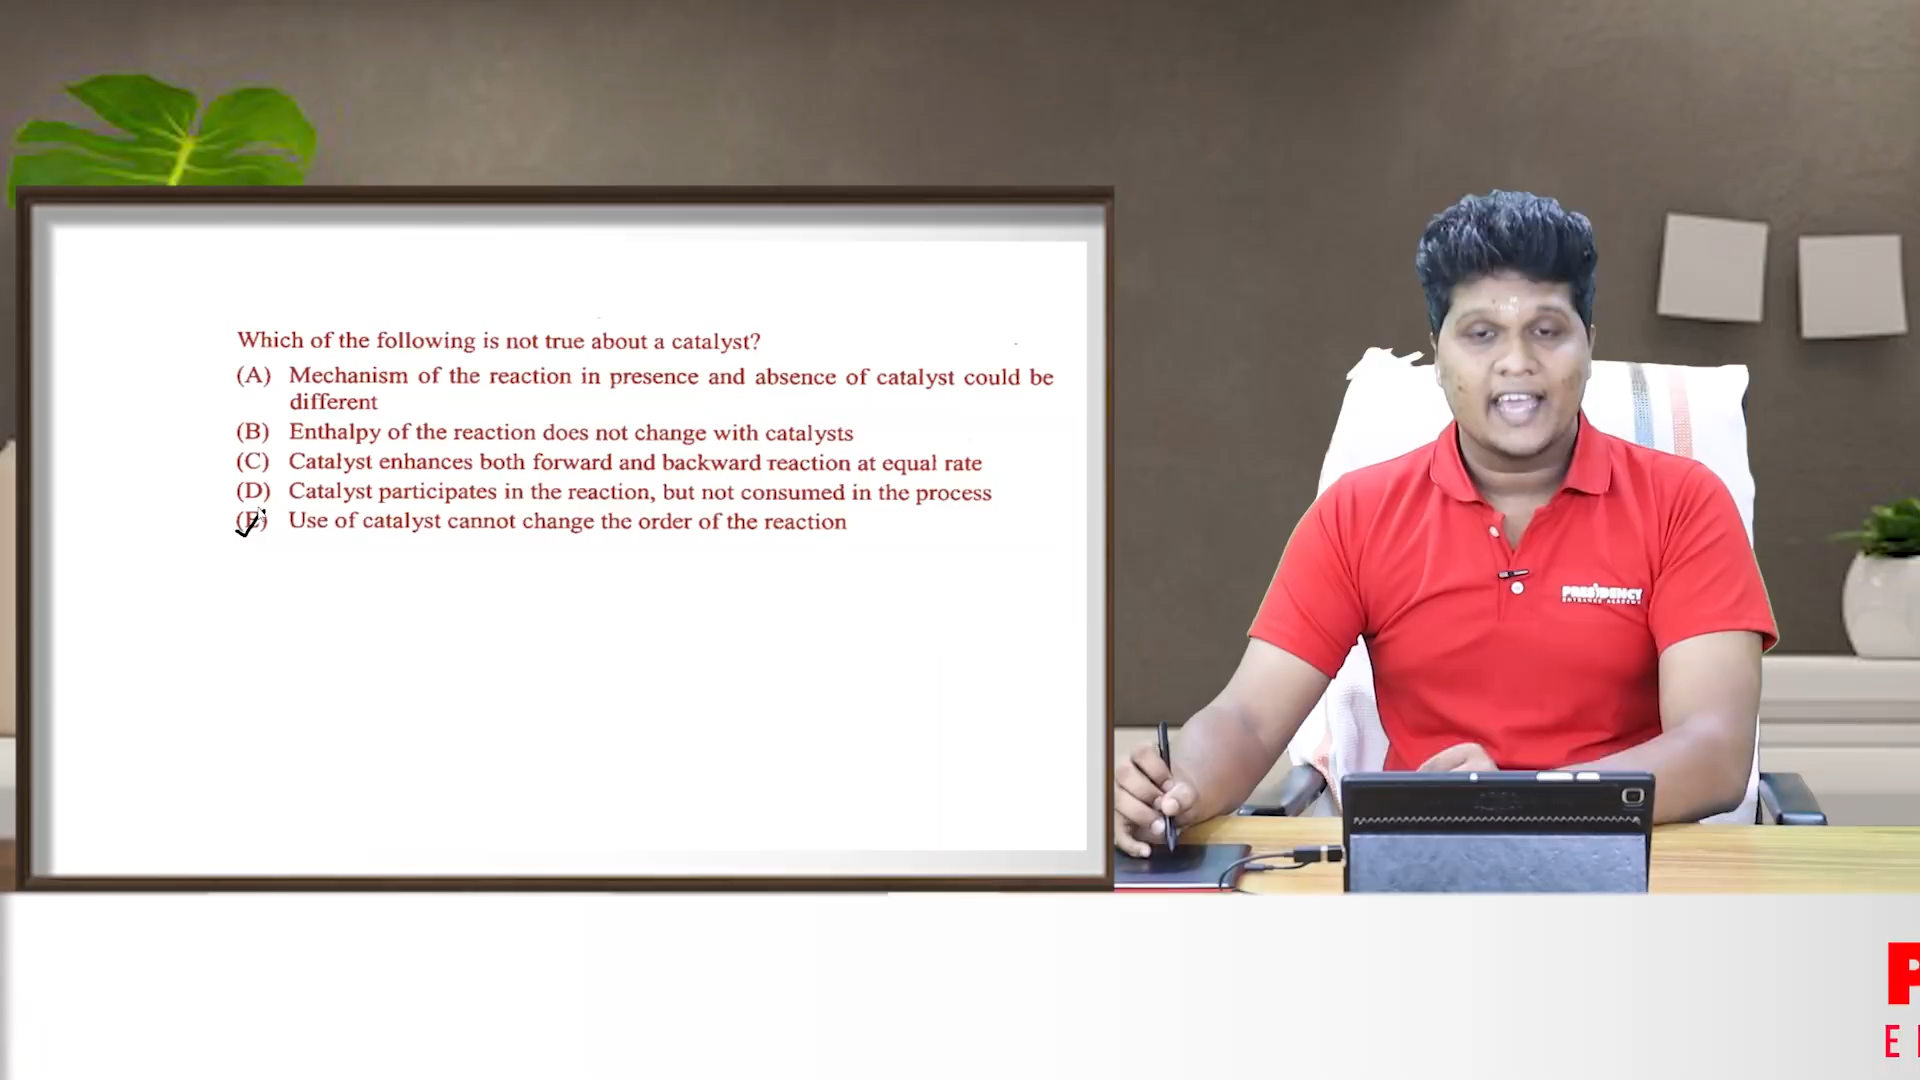 Which of the following is not true about a catalyst?
(A) Mechanism of the reaction in presence and absence of catalyst could be
different
(B) Enthalpy of the reaction does not change with catalysts
(C) Catalyst enhances both forward and backward reaction at equal rate
(D) Catalyst participates in the reaction, but not consumed in the process
(E) Use of catalyst cannot change the order of the reaction
PRESIDENCY
P
E